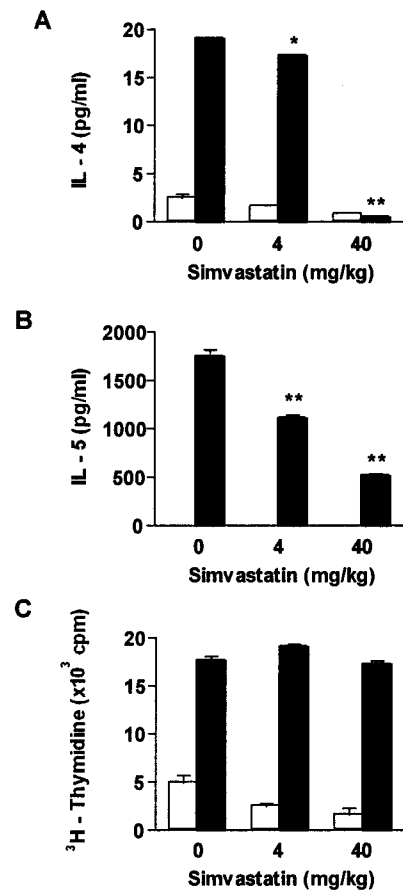 A
IL - 4 (pg/ml)
20
15
10
5
0
*
**
0 4 40
Simvastatin (mg/kg)
B
IL - 5 (pg/ml)
2000
1500
1000
500
0
**
**
0 4 40
Simvastatin (mg/kg)
C
³H - Thymidine (x10³ cpm)
20
15
10
5
0
0 4 40
Simvastatin (mg/kg)